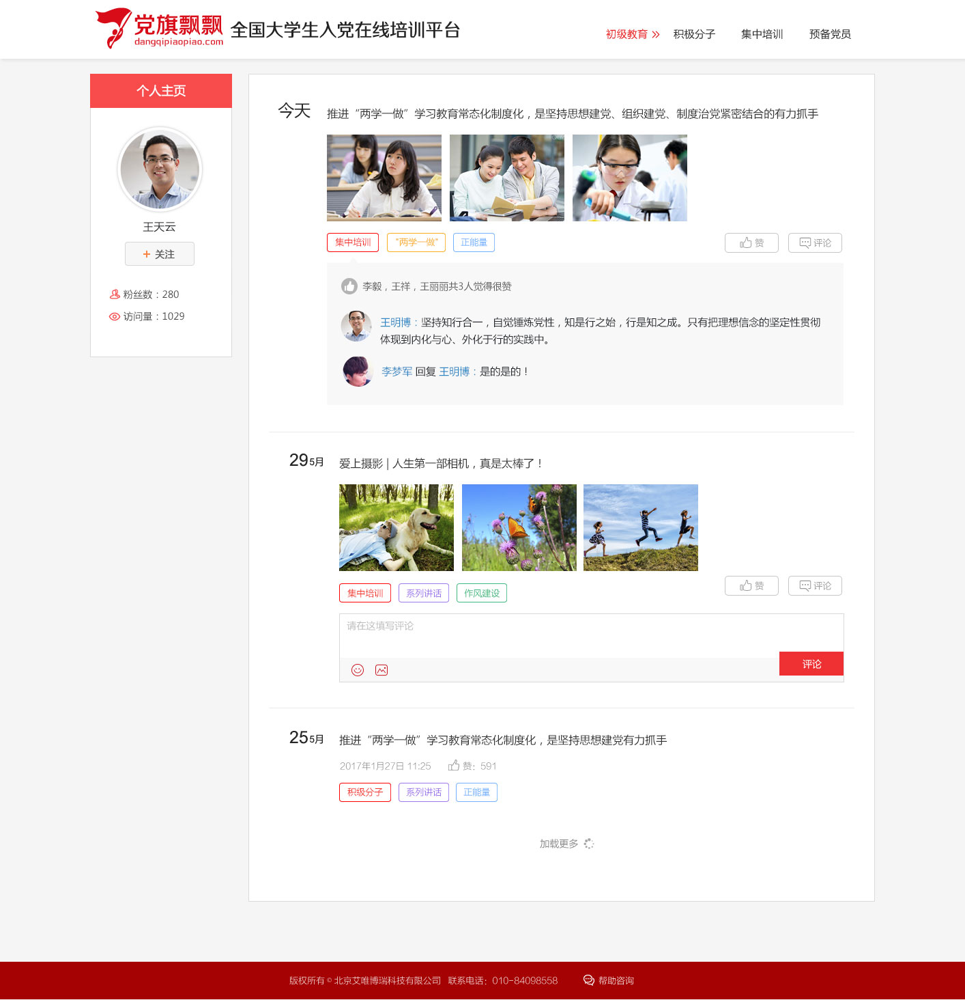 党旗飘飘
dangqipiaopiao.com
全国大学生入党在线培训平台
初级教育 »
积极分子
集中培训
预备党员
个人主页
王天云
+ 关注
粉丝数：280
访问量：1029
今天
推进“两学一做”学习教育常态化制度化，是坚持思想建党、组织建党、制度治党紧密结合的有力抓手
集中培训
"两学一做"
正能量
赞
评论
李毅，王祥，王丽丽共3人觉得很赞
王明博：坚持知行合一，自觉锤炼党性，知是行之始，行是知之成。只有把理想信念的坚定性贯彻
体现到内化与心、外化于行的实践中。
李梦军 回复 王明博：是的是的！
29 5月
爱上摄影 | 人生第一部相机，真是太棒了！
集中培训
系列讲话
作风建设
赞
评论
请在这填写评论
评论
25 5月
推进“两学一做”学习教育常态化制度化，是坚持思想建党有力抓手
2017年1月27日 11:25
赞：591
积级分子
系列讲话
正能量
加载更多
版权所有 © 北京艾唯博瑞科技有限公司 联系电话：010-84098558
帮助咨询